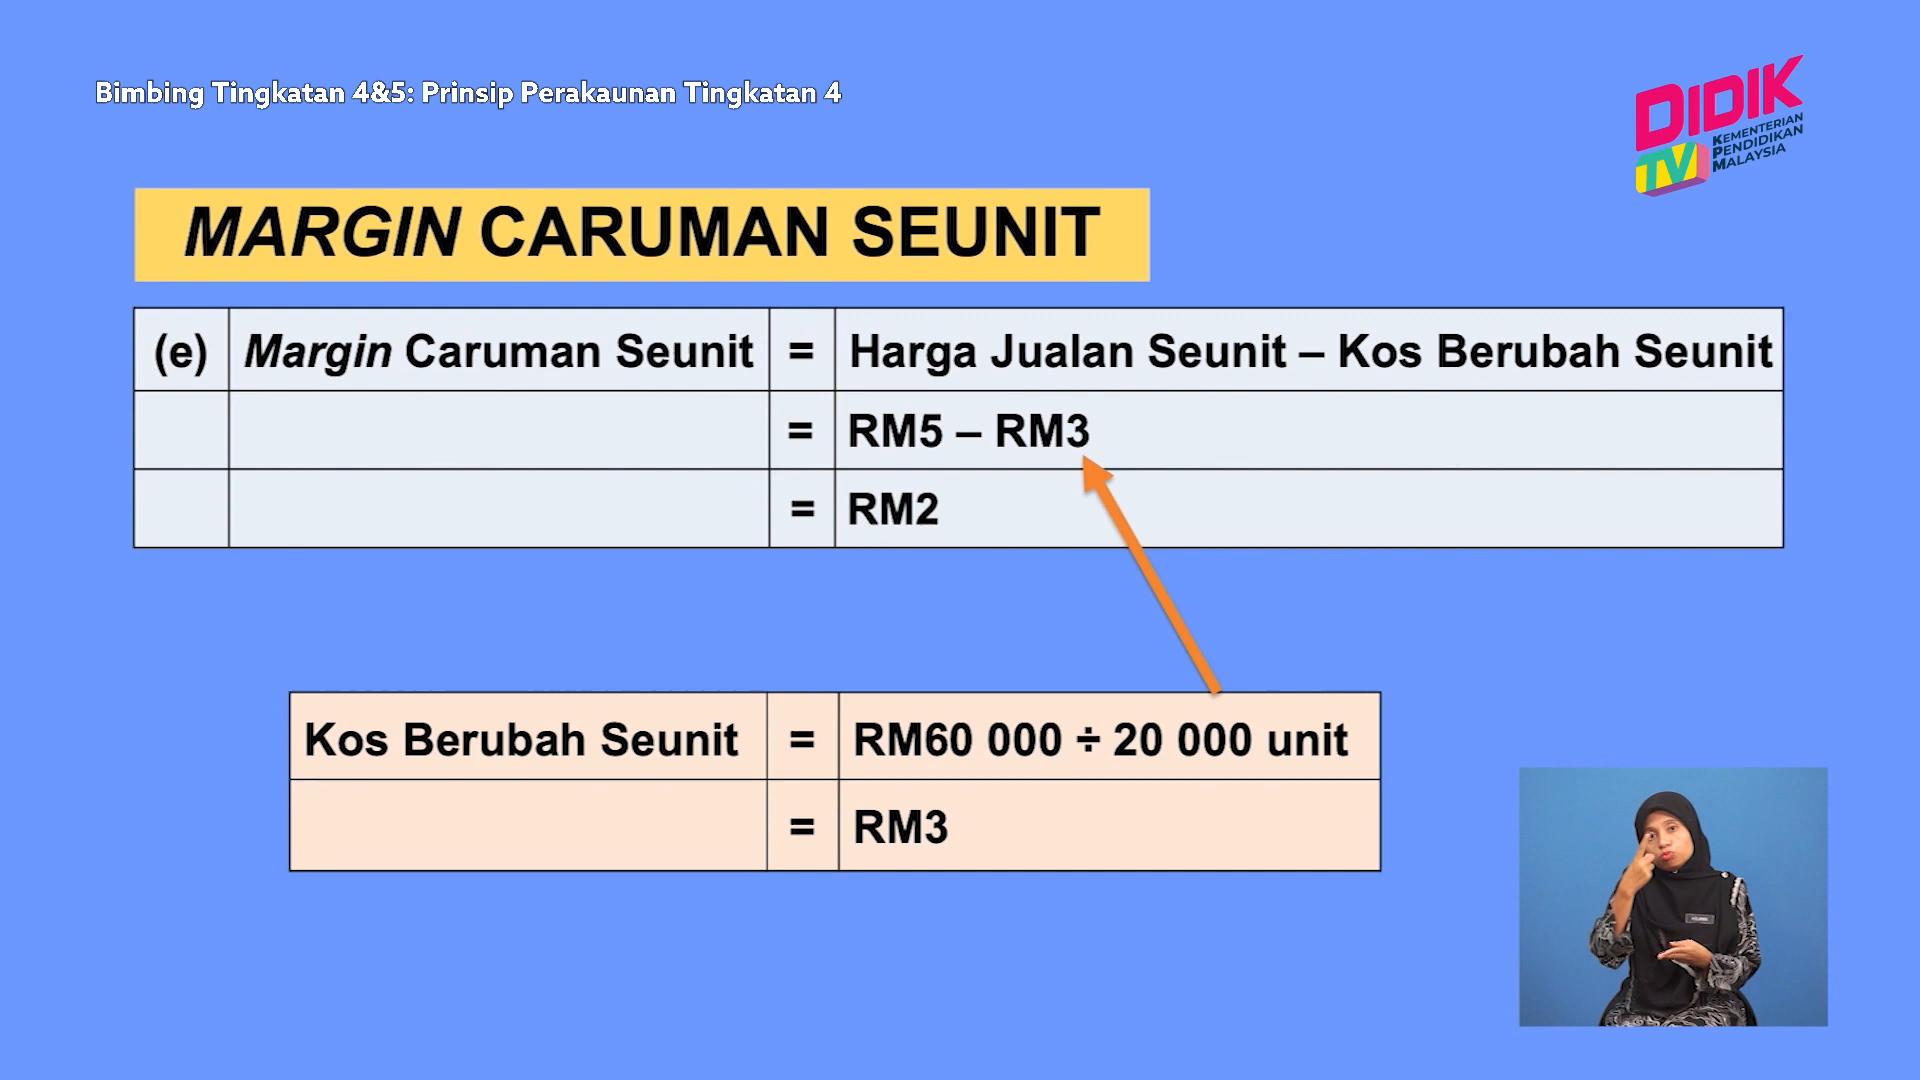 Bimbing Tingkatan 4&5: Prinsip Perakaunan Tingkatan 4
DIDIK
TV
KEMENTERIAN
PENDIDIKAN
MALAYSIA
MARGIN CARUMAN SEUNIT
(e) Margin Caruman Seunit = Harga Jualan Seunit – Kos Berubah Seunit
= RM5 – RM3
= RM2
Kos Berubah Seunit = RM60 000 ÷ 20 000 unit
= RM3